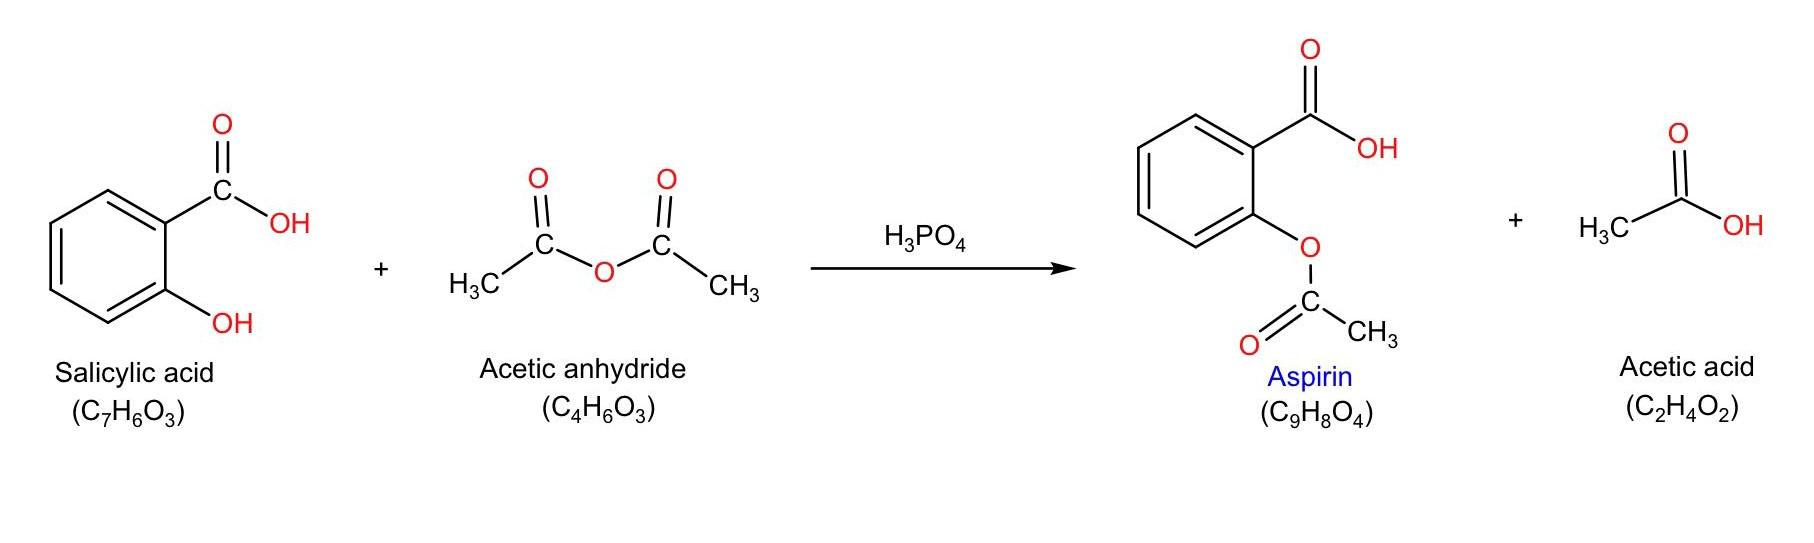 O
C
OH
OH
Salicylic acid
(C₇H₆O₃)
+
O
O
C
C
H₃C
O
CH₃
Acetic anhydride
(C₄H₆O₃)
H₃PO₄
O
OH
O
C
O
CH₃
Aspirin
(C₉H₈O₄)
+
O
H₃C
OH
Acetic acid
(C₂H₄O₂)